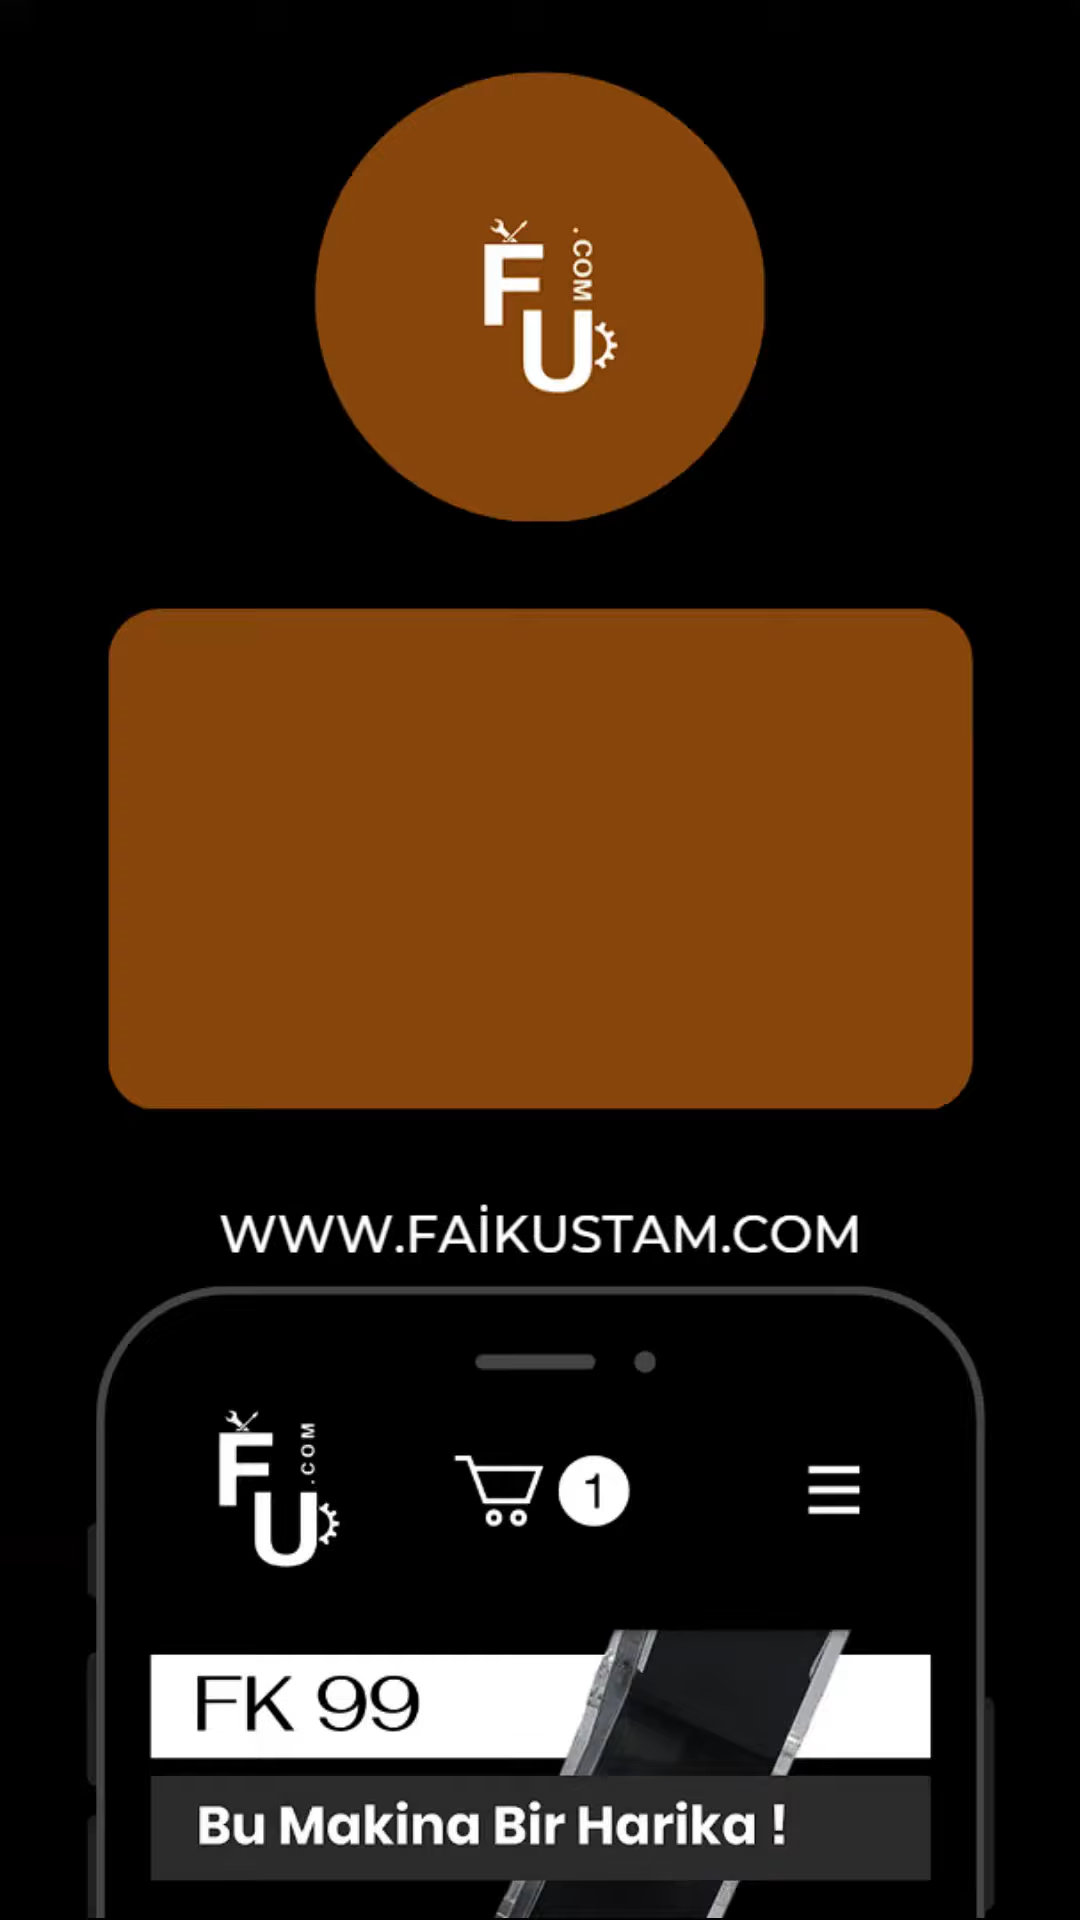 F .COM
U
WWW.FAİKUSTAM.COM
F .COM
U
1
FK 99
Bu Makina Bir Harika !